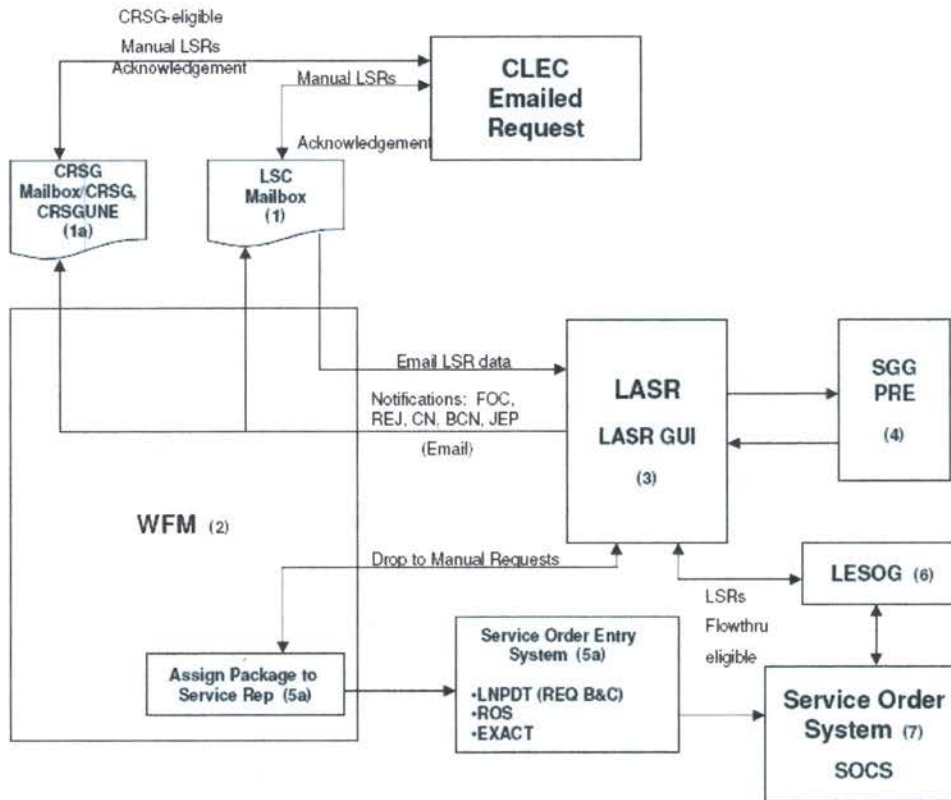 CRSG-eligible
Manual LSRs
Acknowledgement
Manual LSRs
Acknowledgement
CLEC
Emailed
Request
CRSG
Mailbox/CRSG,
CRSGUNE
(1a)
LSC
Mailbox
(1)
Email LSR data
Notifications: FOC,
REJ, CN, BCN, JEP
(Email)
LASR
LASR GUI
(3)
SGG
PRE
(4)
WFM (2)
Drop to Manual Requests
LESOG (6)
LSRs
Flowthru
eligible
Assign Package to
Service Rep (5a)
Service Order Entry
System (5a)
•LNPDT (REQ B&C)
•ROS
•EXACT
Service Order
System (7)
SOCS